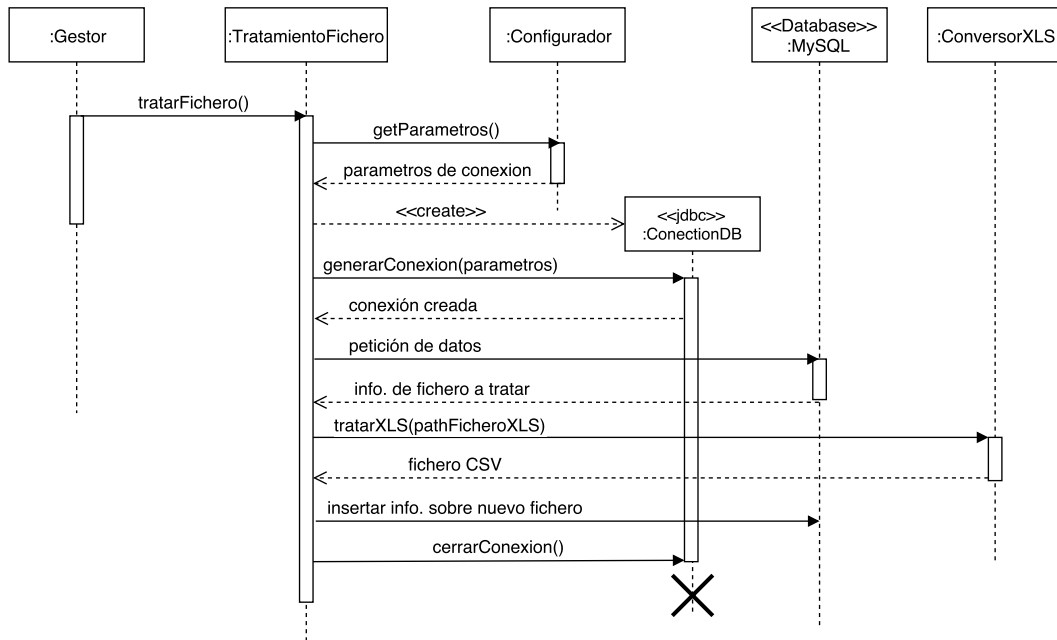 :Gestor
:TratamientoFichero
:Configurador
<<Database>>
:MySQL
:ConversorXLS
tratarFichero()
getParametros()
parametros de conexion
<<create>>
<<jdbc>>
:ConectionDB
generarConexion(parametros)
conexión creada
petición de datos
info. de fichero a tratar
tratarXLS(pathFicheroXLS)
fichero CSV
insertar info. sobre nuevo fichero
cerrarConexion()